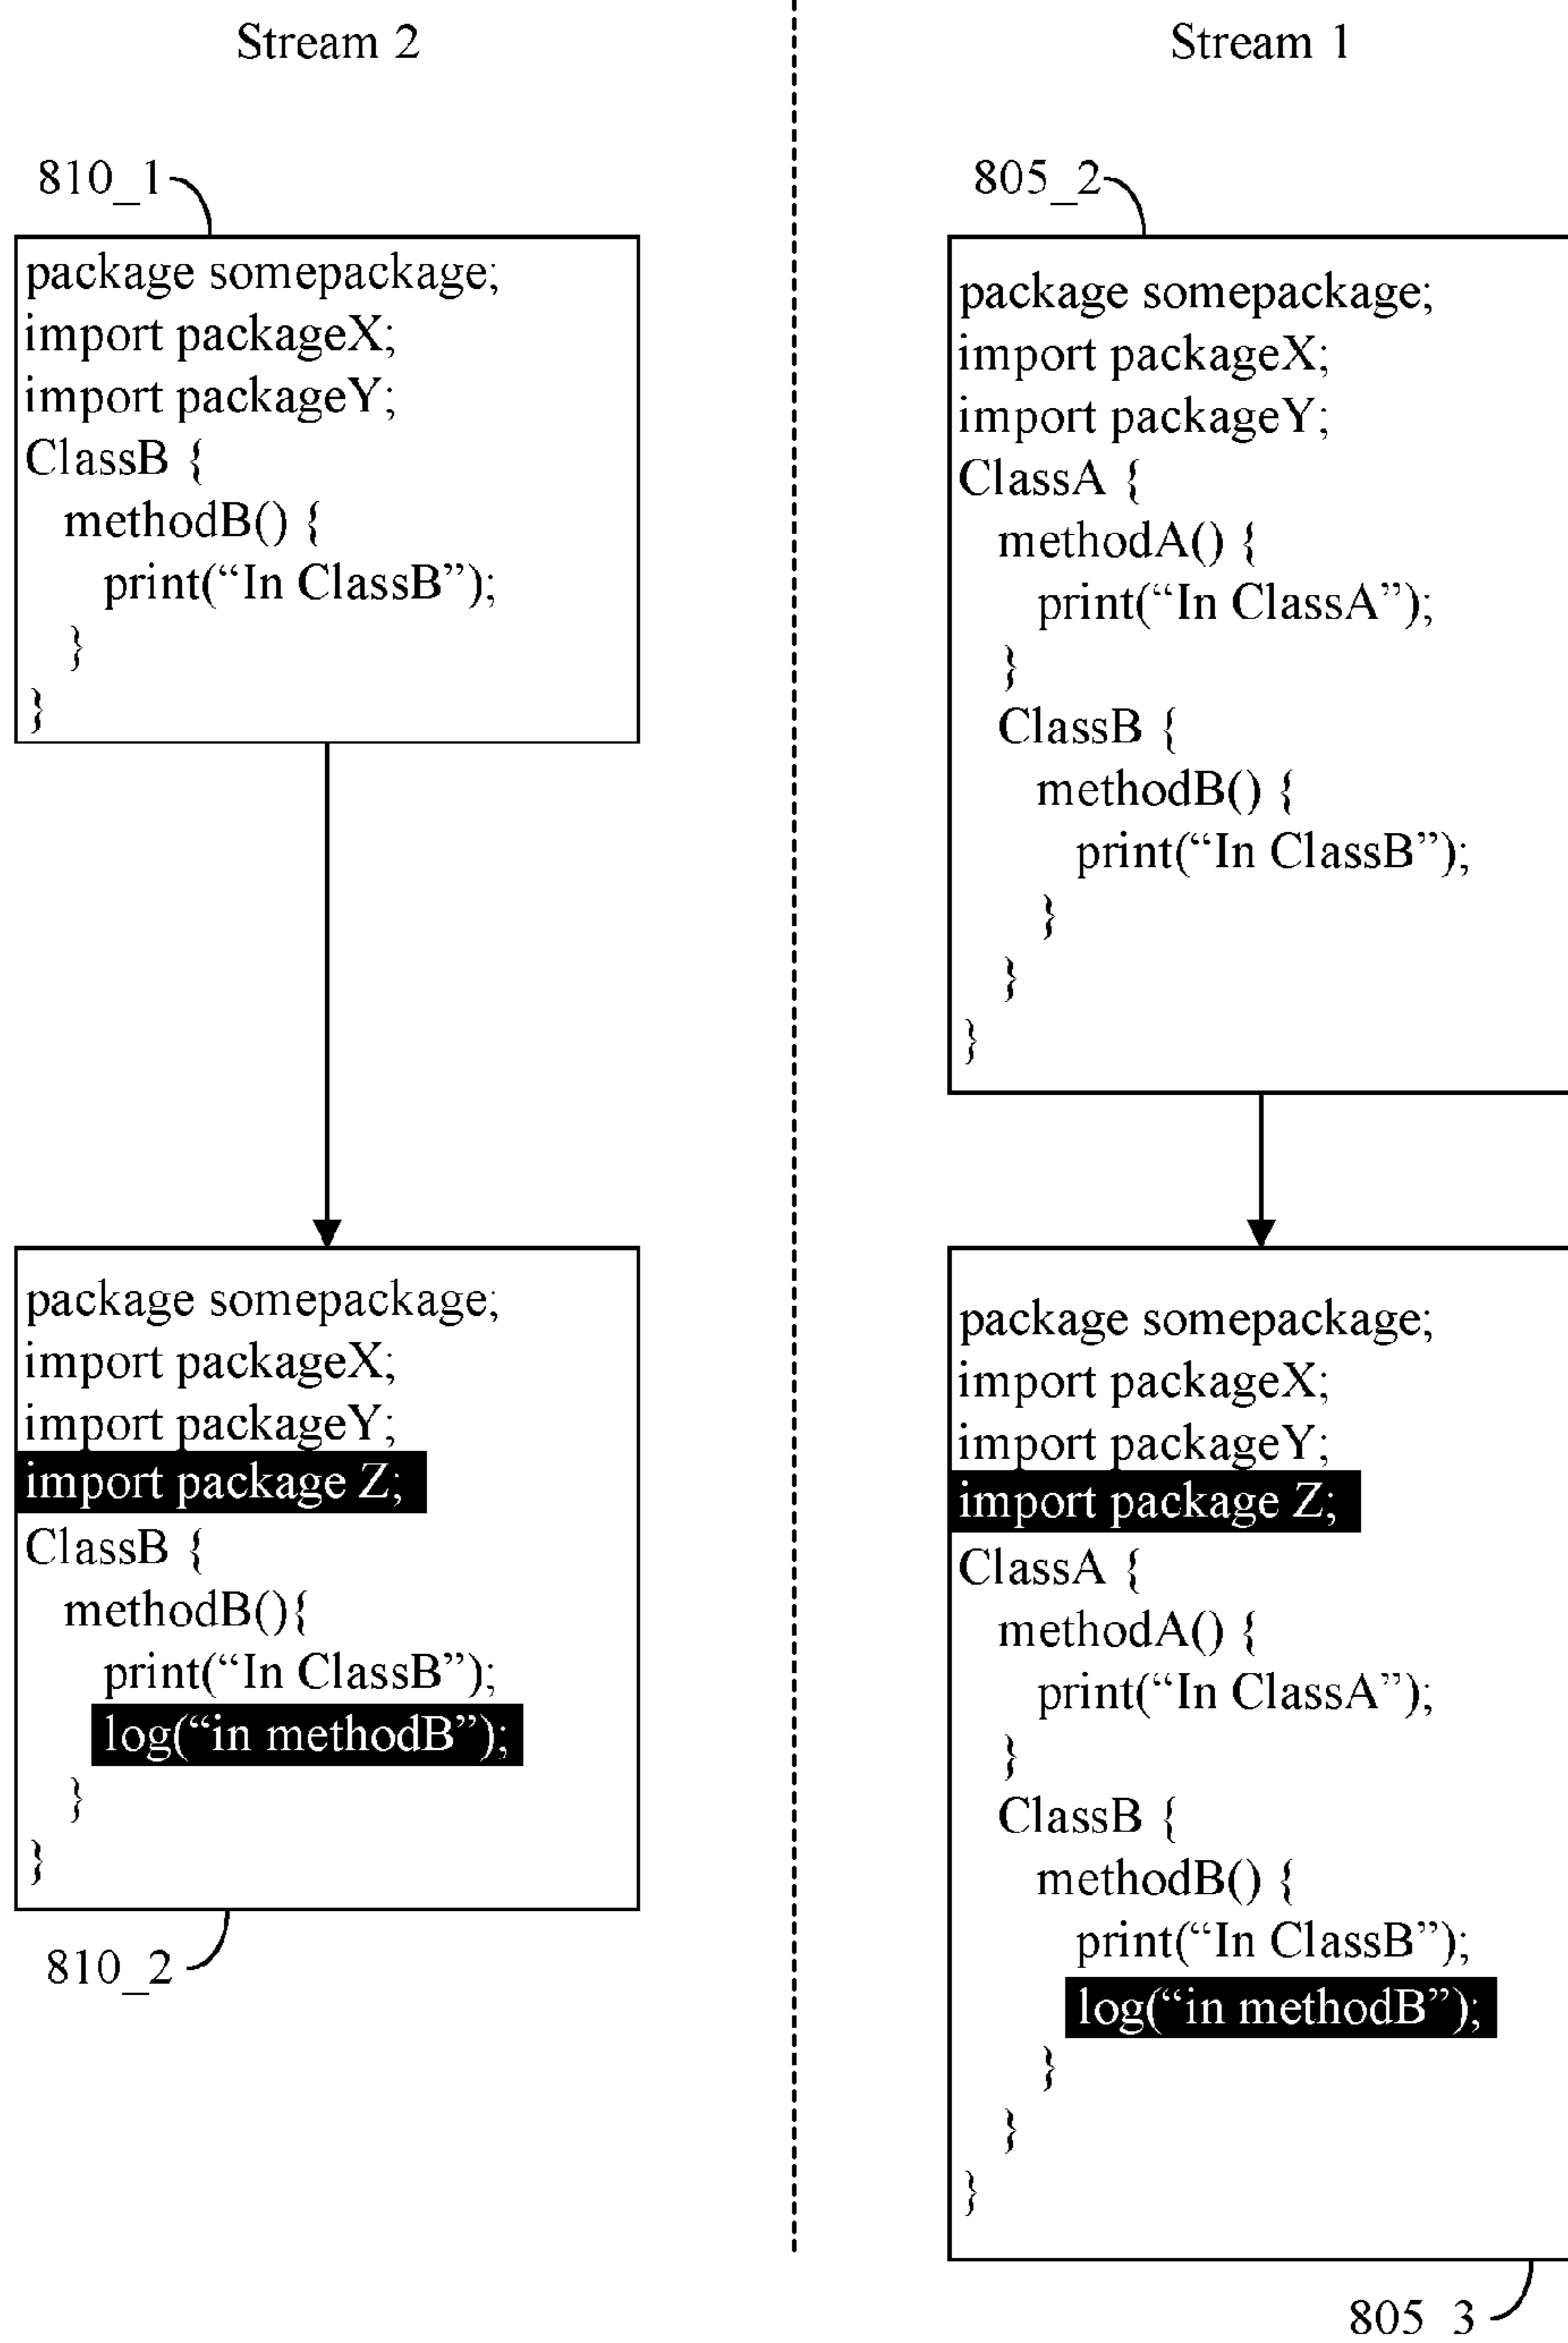 Stream 2
810_1
package somepackage;
import packageX;
import packageY;
ClassB {
methodB() {
print(“In ClassB”);
}
}
package somepackage;
import packageX;
import packageY;
import package Z;
ClassB {
methodB(){
print(“In ClassB”);
log(“in methodB”);
}
}
810_2
Stream 1
805_2
package somepackage;
import packageX;
import packageY;
ClassA {
methodA() {
print(“In ClassA”);
}
ClassB {
methodB() {
print(“In ClassB”);
}
}
}
package somepackage;
import packageX;
import packageY;
import package Z;
ClassA {
methodA() {
print(“In ClassA”);
}
ClassB {
methodB() {
print(“In ClassB”);
log(“in methodB”);
}
}
}
805_3